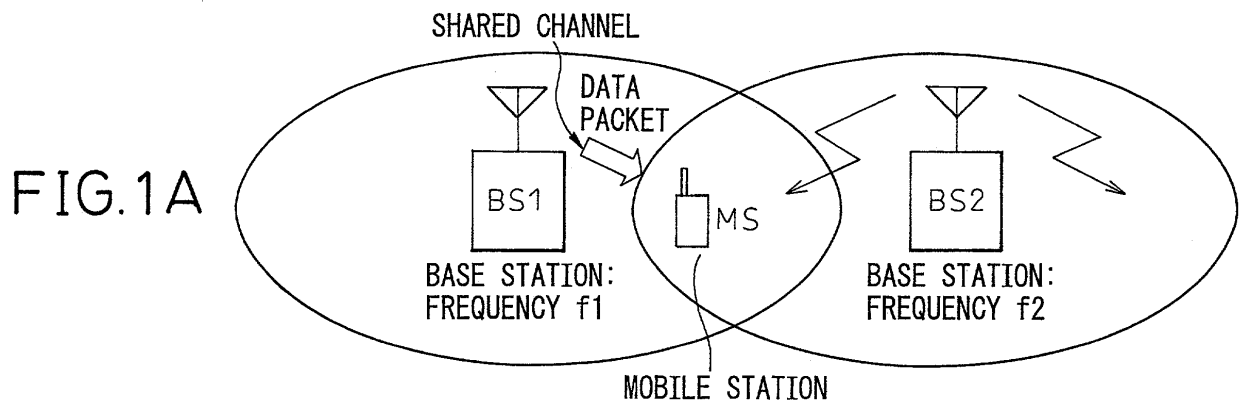 SHARED CHANNEL
DATA
PACKET
FIG.1A
BS1
MS
BS2
BASE STATION:
FREQUENCY f1
BASE STATION:
FREQUENCY f2
MOBILE STATION